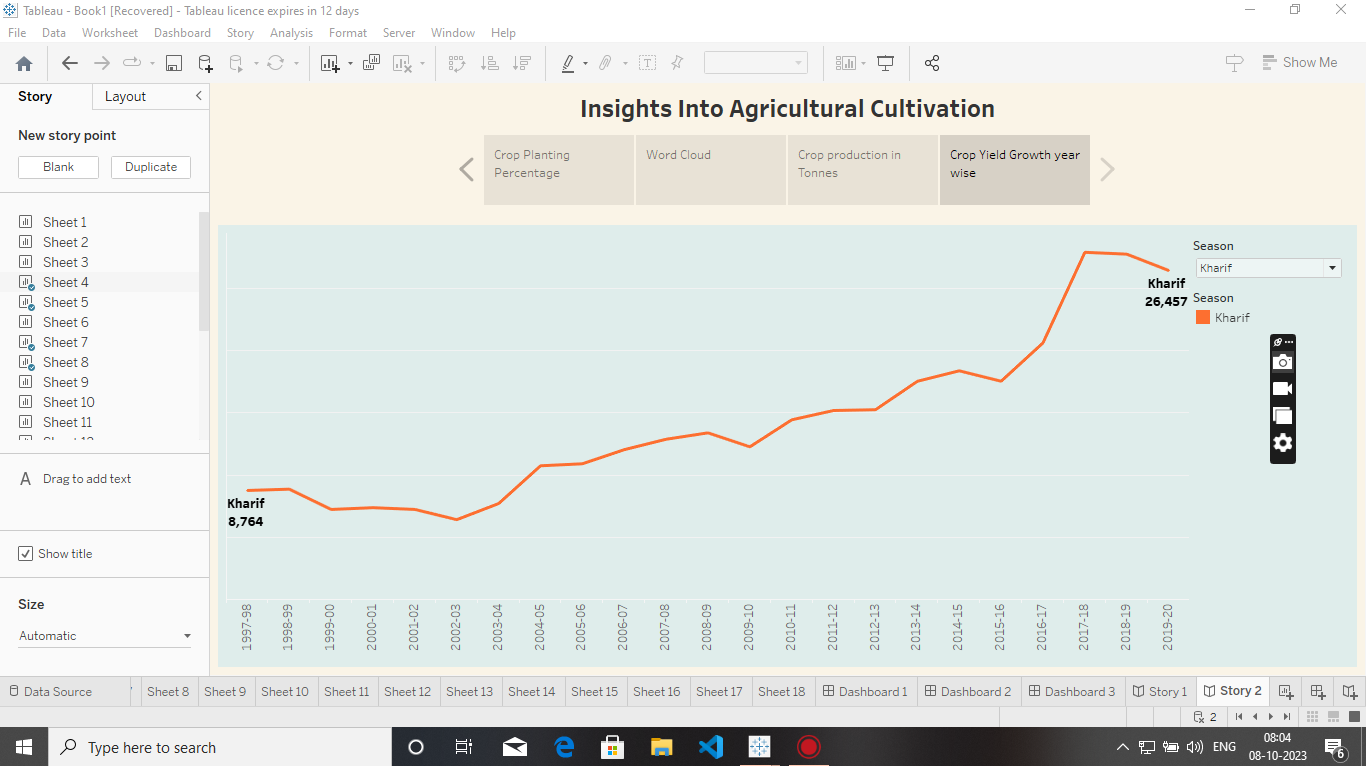 Tableau - Book1 [Recovered] - Tableau licence expires in 12 days
File Data Worksheet Dashboard Story Analysis Format Server Window Help
Show Me
Story Layout
New story point
Blank Duplicate
Sheet 1
Sheet 2
Sheet 3
Sheet 4
Sheet 5
Sheet 6
Sheet 7
Sheet 8
Sheet 9
Sheet 10
Sheet 11
A Drag to add text
Show title
Size
Automatic
Insights Into Agricultural Cultivation
Crop Planting
Percentage
Word Cloud
Crop production in
Tonnes
Crop Yield Growth year
wise
Season
Kharif
Season
Kharif
Kharif
26,457
Kharif
8,764
1997-98
1998-99
1999-00
2000-01
2001-02
2002-03
2003-04
2004-05
2005-06
2006-07
2007-08
2008-09
2009-10
2010-11
2011-12
2012-13
2013-14
2014-15
2015-16
2016-17
2017-18
2018-19
2019-20
Data Source Sheet 8 Sheet 9 Sheet 10 Sheet 11 Sheet 12 Sheet 13 Sheet 14 Sheet 15 Sheet 16 Sheet 17 Sheet 18 Dashboard 1 Dashboard 2 Dashboard 3 Story 1 Story 2
2
Type here to search
ENG
08:04
08-10-2023
6